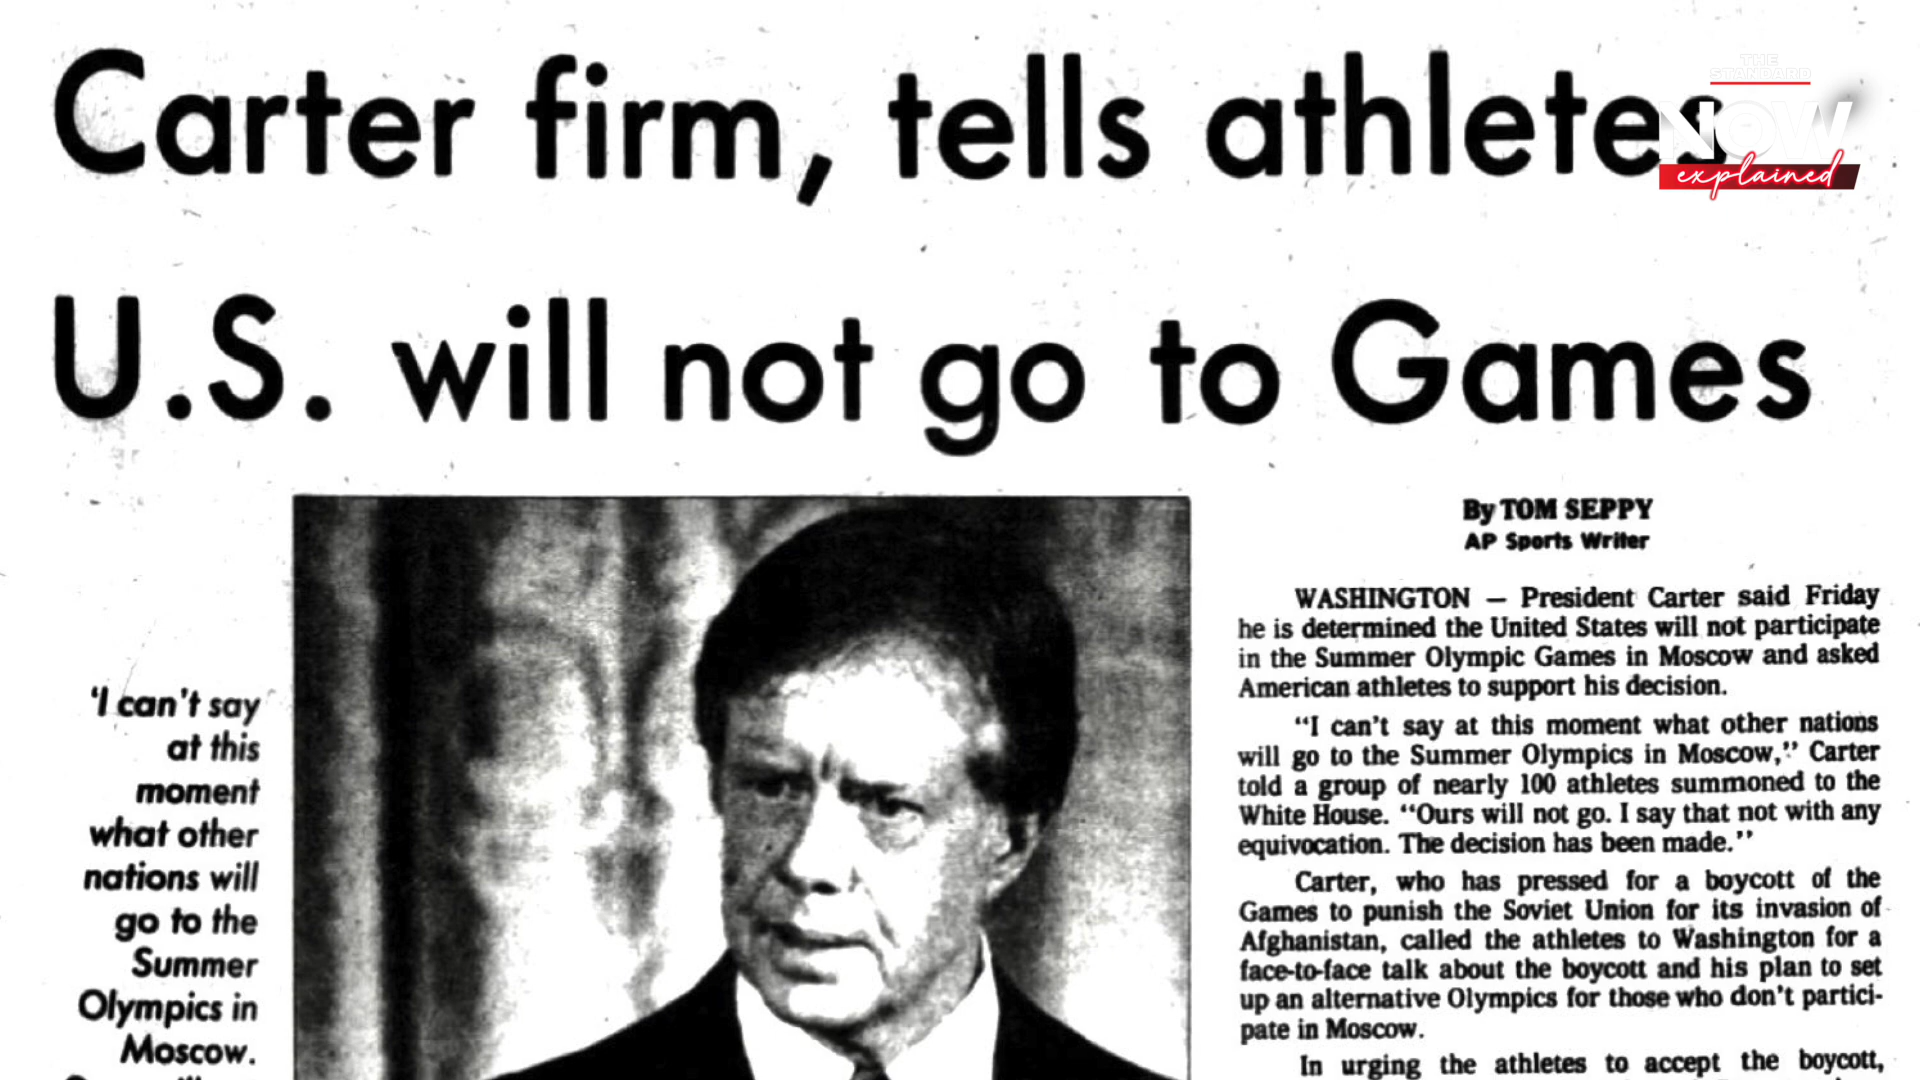 Carter firm, tells athletes
U.S. will not go to Games
THE
STANDARD
NOW
explained
By TOM SEPPY
AP Sports Writer
WASHINGTON — President Carter said Friday
he is determined the United States will not participate
in the Summer Olympic Games in Moscow and asked
American athletes to support his decision.
"I can't say at this moment what other nations
will go to the Summer Olympics in Moscow," Carter
told a group of nearly 100 athletes summoned to the
White House. "Ours will not go. I say that not with any
equivocation. The decision has been made."
Carter, who has pressed for a boycott of the
Games to punish the Soviet Union for its invasion of
Afghanistan, called the athletes to Washington for a
face-to-face talk about the boycott and his plan to set
up an alternative Olympics for those who don't partici-
pate in Moscow.
In urging the athletes to accept the boycott,
'I can't say
at this
moment
what other
nations will
go to the
Summer
Olympics in
Moscow.